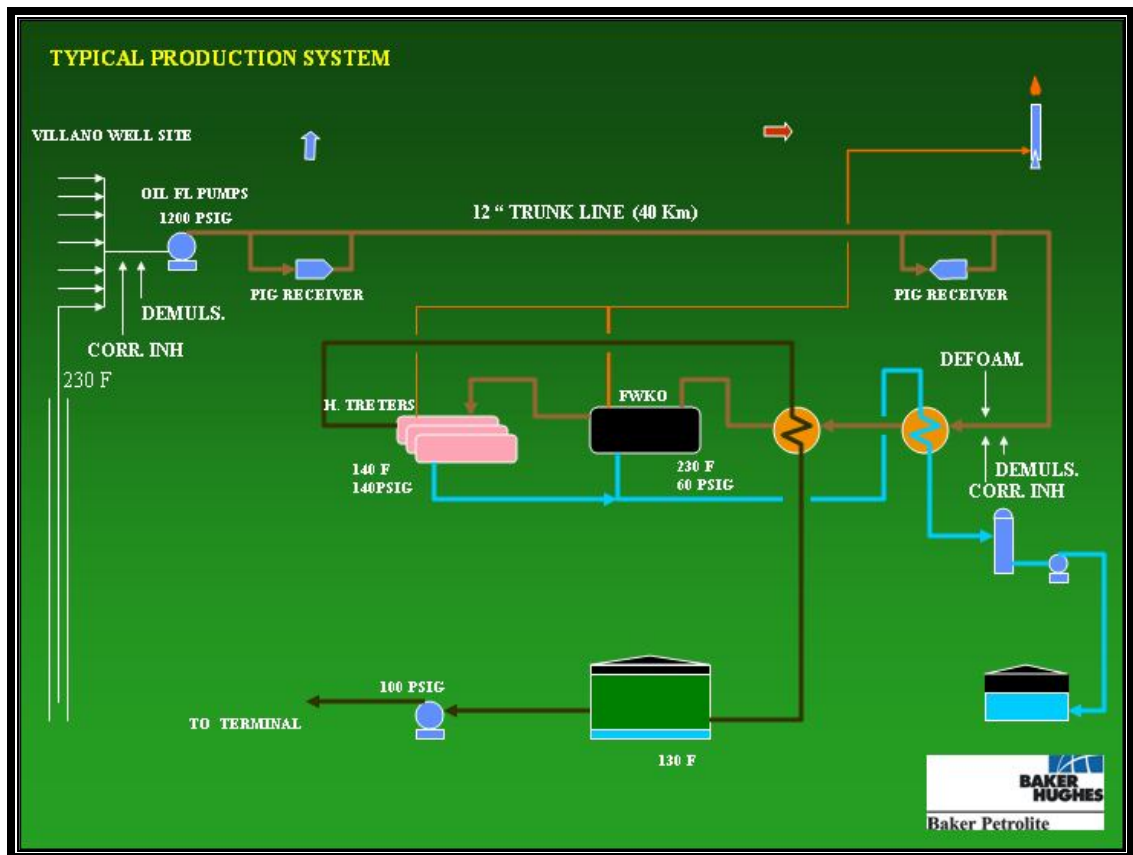 TYPICAL PRODUCTION SYSTEM
VILLANO WELL SITE
OIL FL PUMPS
1200 PSIG
12 “ TRUNK LINE (40 Km)
PIG RECEIVER
PIG RECEIVER
DEMULS.
CORR. INH
230 F
DEFOAM.
FWKO
H. TRETERS
140 F
140PSIG
230 F
60 PSIG
DEMULS.
CORR. INH
100 PSIG
TO TERMINAL
130 F
BAKER
HUGHES
Baker Petrolite